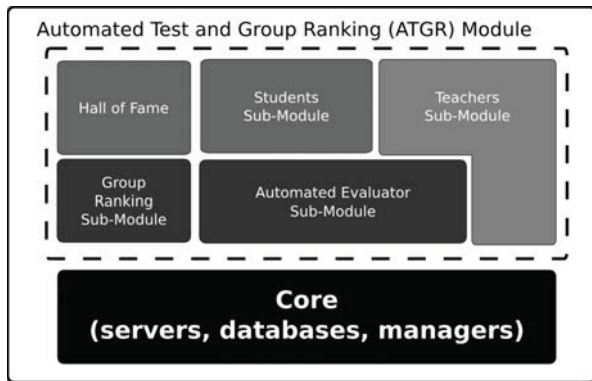 Automated Test and Group Ranking (ATGR) Module
Hall of Fame
Students
Sub-Module
Teachers
Sub-Module
Group
Ranking
Sub-Module
Automated Evaluator
Sub-Module
Core
(servers, databases, managers)